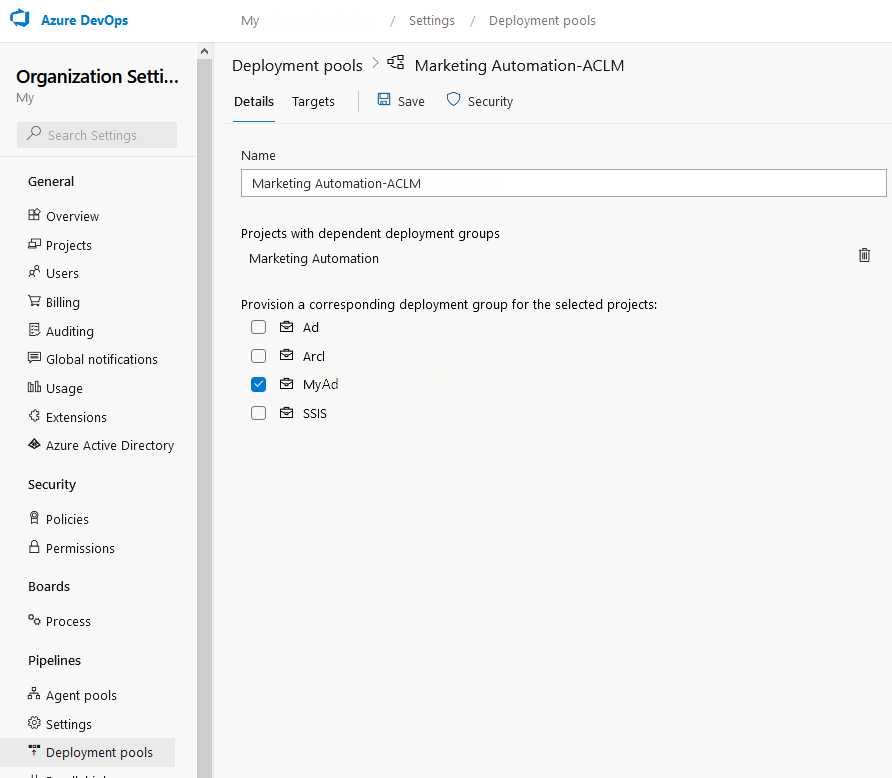 Azure DevOps
My / Settings / Deployment pools
Organization Setti...
My
Search Settings
General
Overview
Projects
Users
Billing
Auditing
Global notifications
Usage
Extensions
Azure Active Directory
Security
Policies
Permissions
Boards
Process
Pipelines
Agent pools
Settings
Deployment pools
Deployment pools > Marketing Automation-ACLM
Details Targets Save Security
Name
Marketing Automation-ACLM
Projects with dependent deployment groups
Marketing Automation
Provision a corresponding deployment group for the selected projects:
Ad
Arcl
MyAd
SSIS